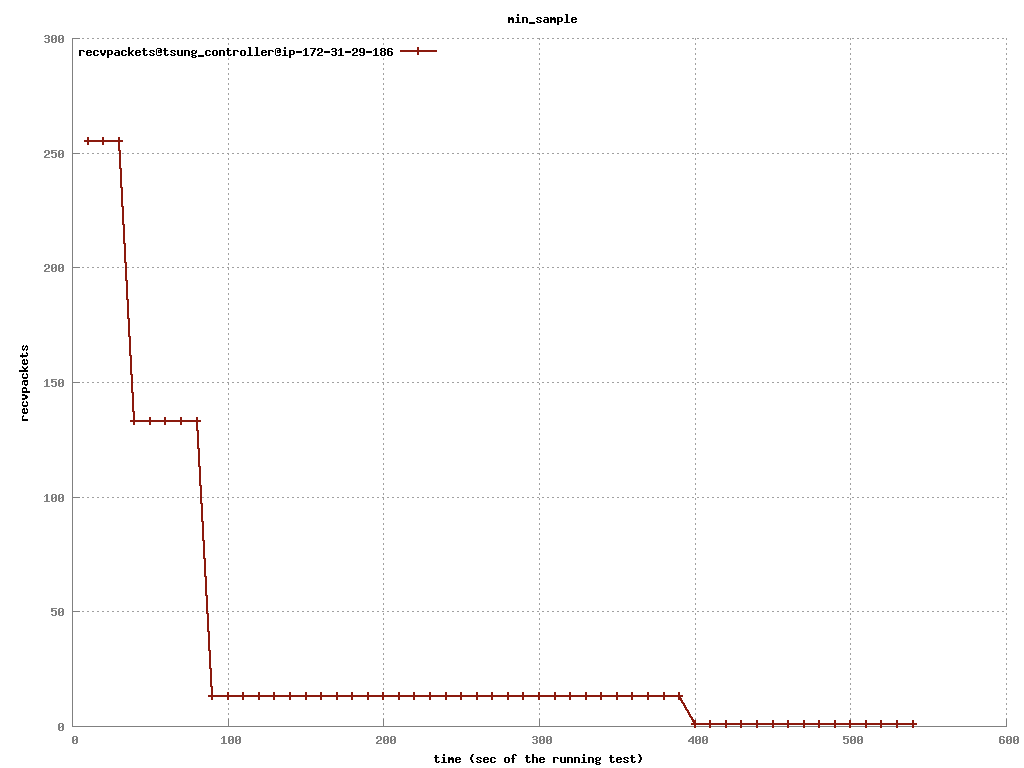 min_sample
300
recvpackets@tsung_controller@ip-172-31-29-186
250
200
150
recvpackets
100
50
0
0 100 200 300 400 500 600
time (sec of the running test)